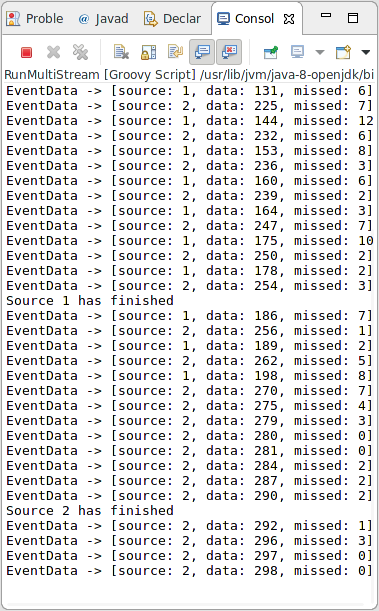 Proble
@ Javad
Declar
Consol
RunMultiStream [Groovy Script] /usr/lib/jvm/java-8-openjdk/bi
EventData -> [source: 1, data: 131, missed: 6]
EventData -> [source: 2, data: 225, missed: 7]
EventData -> [source: 1, data: 144, missed: 12
EventData -> [source: 2, data: 232, missed: 6]
EventData -> [source: 1, data: 153, missed: 8]
EventData -> [source: 2, data: 236, missed: 3]
EventData -> [source: 1, data: 160, missed: 6]
EventData -> [source: 2, data: 239, missed: 2]
EventData -> [source: 1, data: 164, missed: 3]
EventData -> [source: 2, data: 247, missed: 7]
EventData -> [source: 1, data: 175, missed: 10
EventData -> [source: 2, data: 250, missed: 2]
EventData -> [source: 1, data: 178, missed: 2]
EventData -> [source: 2, data: 254, missed: 3]
Source 1 has finished
EventData -> [source: 1, data: 186, missed: 7]
EventData -> [source: 2, data: 256, missed: 1]
EventData -> [source: 1, data: 189, missed: 2]
EventData -> [source: 2, data: 262, missed: 5]
EventData -> [source: 1, data: 198, missed: 8]
EventData -> [source: 2, data: 270, missed: 7]
EventData -> [source: 2, data: 275, missed: 4]
EventData -> [source: 2, data: 279, missed: 3]
EventData -> [source: 2, data: 280, missed: 0]
EventData -> [source: 2, data: 281, missed: 0]
EventData -> [source: 2, data: 284, missed: 2]
EventData -> [source: 2, data: 287, missed: 2]
EventData -> [source: 2, data: 290, missed: 2]
Source 2 has finished
EventData -> [source: 2, data: 292, missed: 1]
EventData -> [source: 2, data: 296, missed: 3]
EventData -> [source: 2, data: 297, missed: 0]
EventData -> [source: 2, data: 298, missed: 0]